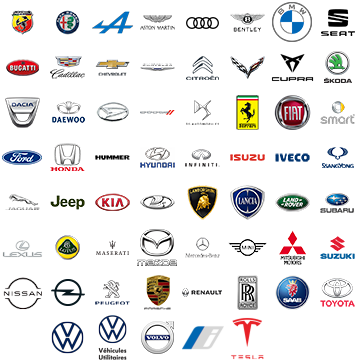 ASTON MARTIN
BENTLEY
SEAT
BUGATTI
Cadillac
CHEVROLET
CITROËN
CUPRA
ŠKODA
DACIA
DAEWOO
DS AUTOMOBILES
Ferrari
FIAT
smart
Ford
HONDA
HUMMER
HYUNDAI
INFINITI
ISUZU
IVECO
SSANGYONG
JAGUAR
Jeep
KIA
LAMBORGHINI
LANCIA
LAND-ROVER
SUBARU
LEXUS
LOTUS
MASERATI
mazda
Mercedes-Benz
MINI
MITSUBISHI
MOTORS
SUZUKI
NISSAN
OPEL
PEUGEOT
PORSCHE
RENAULT
ROLLS
ROYCE
SAAB
TOYOTA
Véhicules
Utilitaires
VOLVO
TESLA